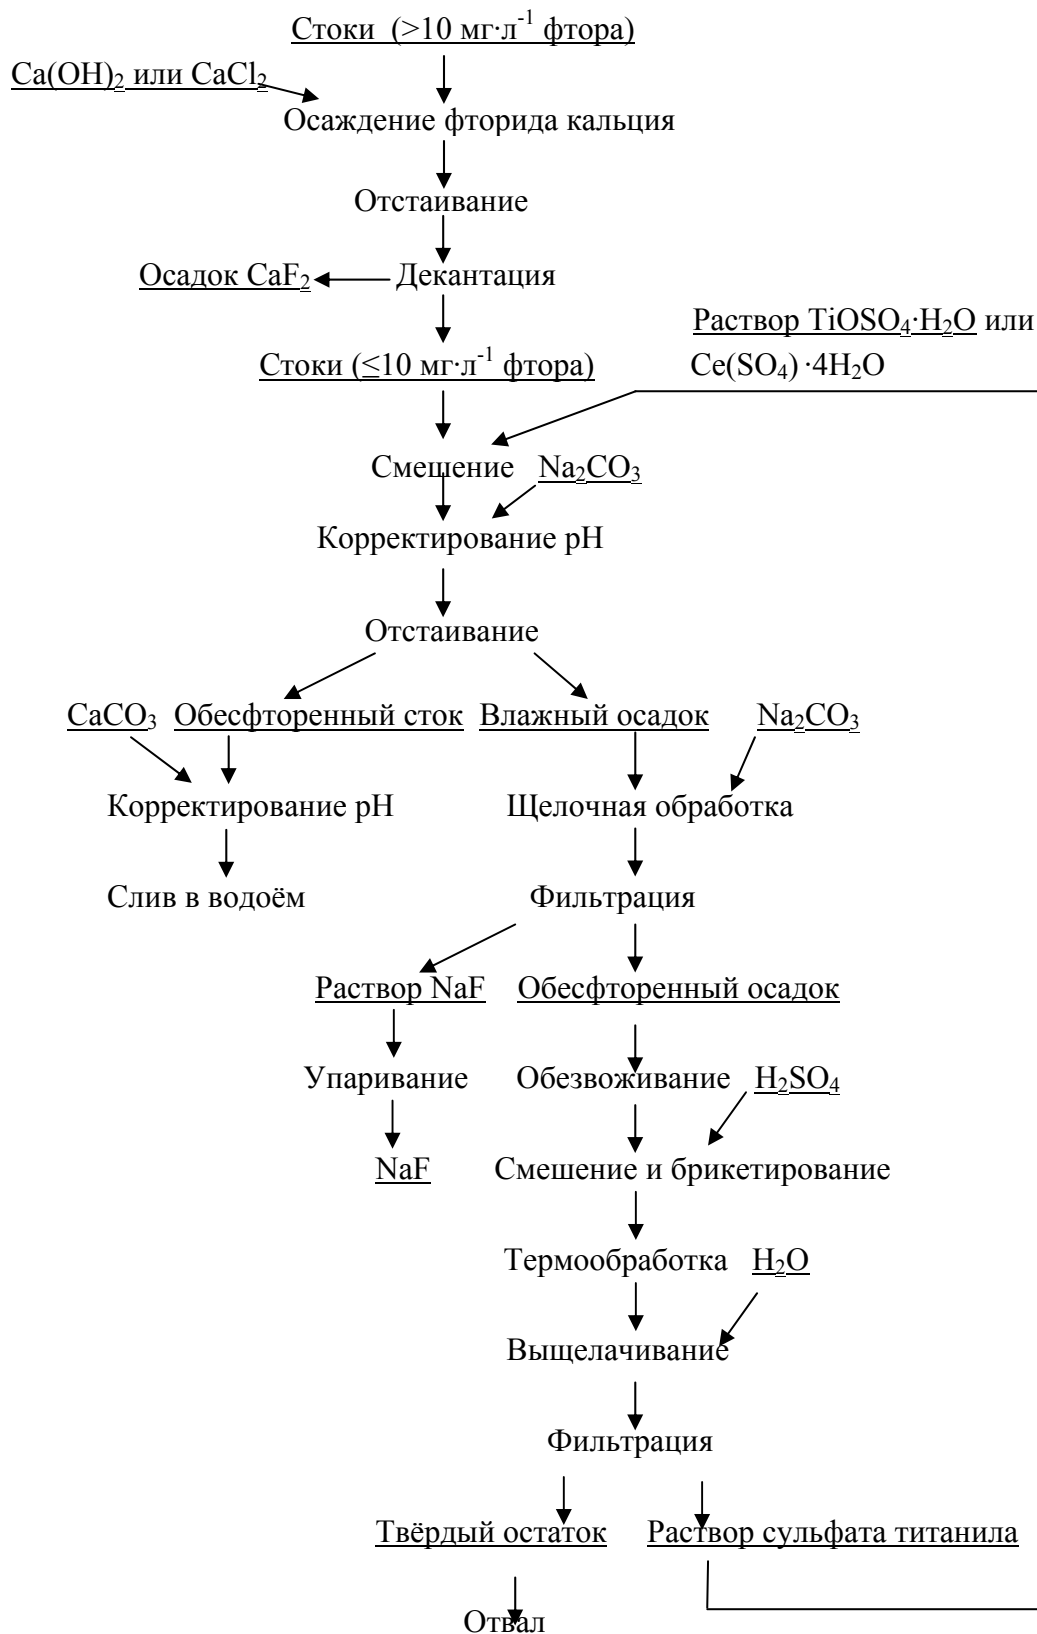 Стоки (>10 мг·л⁻¹ фтора)
Ca(OH)₂ или CaCl₂
Осаждение фторида кальция
Отстаивание
Осадок CaF₂
Декантация
Раствор TiOSO₄·H₂O или
Ce(SO₄) ·4H₂O
Стоки (≤10 мг·л⁻¹ фтора)
Смешение
Na₂CO₃
Корректирование pH
Отстаивание
CaCO₃
Обесфторенный сток
Влажный осадок
Na₂CO₃
Корректирование pH
Щелочная обработка
Слив в водоём
Фильтрация
Раствор NaF
Обесфторенный осадок
Упаривание
Обезвоживание
H₂SO₄
NaF
Смешение и брикетирование
Термообработка
H₂O
Выщелачивание
Фильтрация
Твёрдый остаток
Раствор сульфата титанила
Отвал